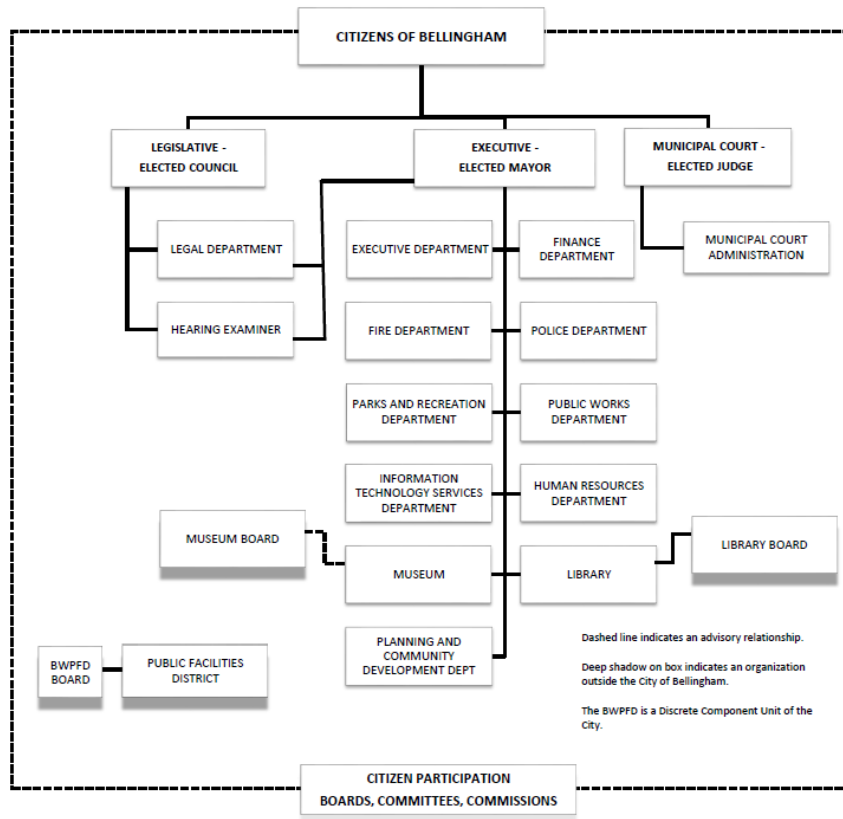 CITIZENS OF BELLINGHAM
LEGISLATIVE -
ELECTED COUNCIL
EXECUTIVE -
ELECTED MAYOR
MUNICIPAL COURT -
ELECTED JUDGE
LEGAL DEPARTMENT
EXECUTIVE DEPARTMENT
FINANCE
DEPARTMENT
MUNICIPAL COURT
ADMINISTRATION
HEARING EXAMINER
FIRE DEPARTMENT
POLICE DEPARTMENT
PARKS AND RECREATION
DEPARTMENT
PUBLIC WORKS
DEPARTMENT
INFORMATION
TECHNOLOGY SERVICES
DEPARTMENT
HUMAN RESOURCES
DEPARTMENT
MUSEUM BOARD
LIBRARY BOARD
MUSEUM
LIBRARY
BWPFD
BOARD
PUBLIC FACILITIES
DISTRICT
PLANNING AND
COMMUNITY
DEVELOPMENT DEPT
Dashed line indicates an advisory relationship.
Deep shadow on box indicates an organization
outside the City of Bellingham.
The BWPFD is a Discrete Component Unit of the
City.
CITIZEN PARTICIPATION
BOARDS, COMMITTEES, COMMISSIONS